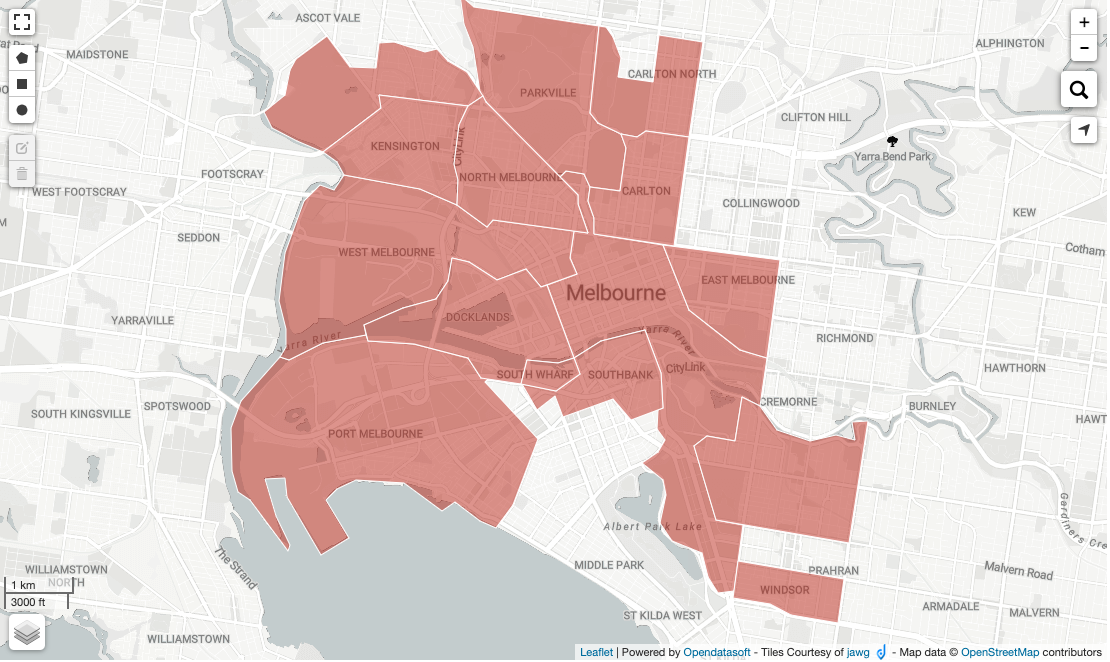 ASCOT VALE
+
MAIDSTONE
ALPHINGTON
-
CARLTON NORTH
PARKVILLE
CLIFTON HILL
KENSINGTON
CityLink
Yarra Bend Park
FOOTSCRAY
NORTH MELBOURNE
WEST FOOTSCRAY
CARLTON
COLLINGWOOD
KEW
SEDDON
WEST MELBOURNE
Cotham
EAST MELBOURNE
Melbourne
YARRAVILLE
DOCKLANDS
Yarra River
Yarra River
RICHMOND
CityLink
HAWTHORN
SOUTH WHARF
SOUTHBANK
SOUTH KINGSVILLE
SPOTSWOOD
CREMORNE
BURNLEY
HAWT
PORT MELBOURNE
Gardiners Cre
Albert Park Lake
The Strand
MIDDLE PARK
WILLIAMSTOWN
NORTH
PRAHRAN
Malvern Road
1 km
3000 ft
WINDSOR
ARMADALE
MALVERN
ST KILDA WEST
WILLIAMSTOWN
Leaflet | Powered by Opendatasoft - Tiles Courtesy of jawg - Map data © OpenStreetMap contributors